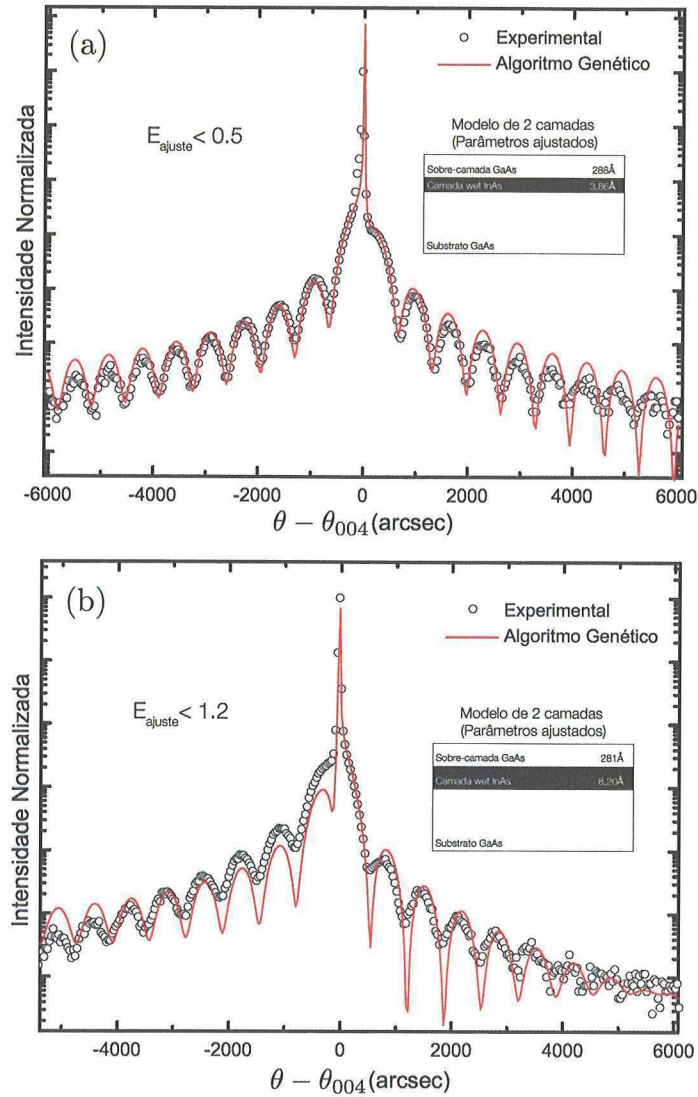 (a)
Experimental
Algoritmo Genético
E_ajuste < 0.5
Modelo de 2 camadas
(Parâmetros ajustados)
Sobre-camada GaAs 288Å
Camada wet InAs 3,86Å
Substrato GaAs
Intensidade Normalizada
-6000 -4000 -2000 0 2000 4000 6000
θ − θ004 (arcsec)
(b)
Experimental
Algoritmo Genético
E_ajuste < 1.2
Modelo de 2 camadas
(Parâmetros ajustados)
Sobre-camada GaAs 281Å
Camada wet InAs 8,20Å
Substrato GaAs
Intensidade Normalizada
-4000 -2000 0 2000 4000 6000
θ − θ004 (arcsec)